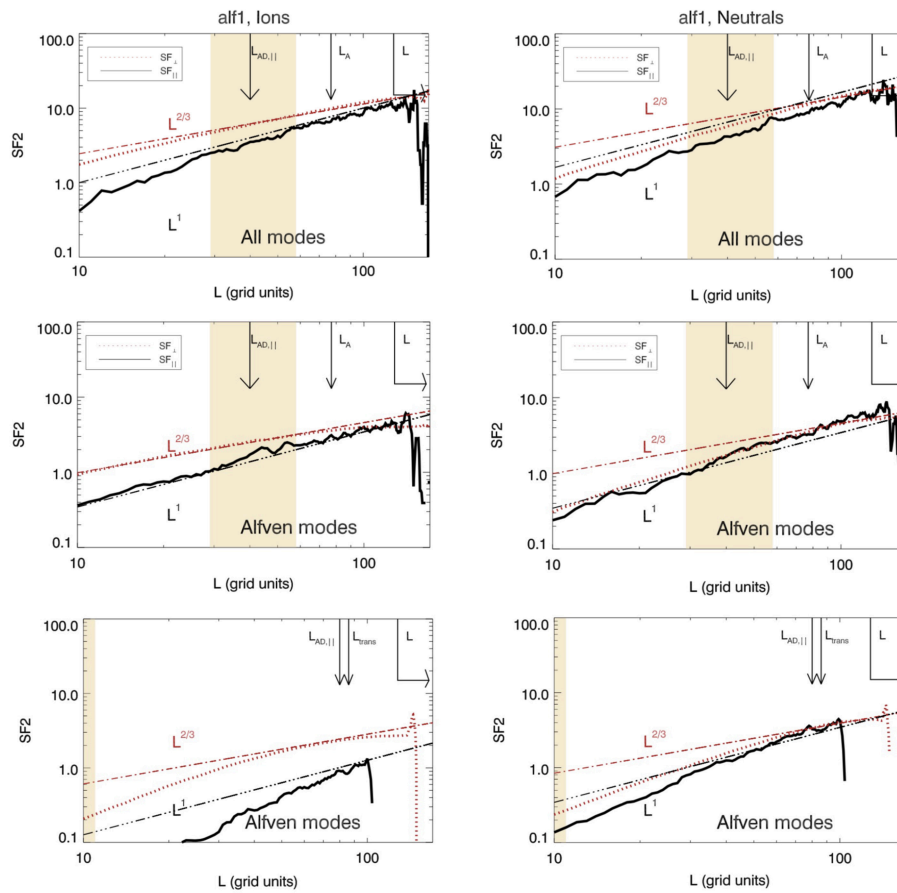 alf1, Ions
alf1, Neutrals
100.0
10.0
1.0
0.1
SF2
SF⊥
SF||
L_AD,||
L_A
L
L^2/3
L^1
All modes
10
100
L (grid units)
100.0
10.0
1.0
0.1
SF2
SF⊥
SF||
L_AD,||
L_A
L
L^2/3
L^1
All modes
10
100
L (grid units)
100.0
10.0
1.0
0.1
SF2
SF⊥
SF||
L_AD,||
L_A
L
L^2/3
L^1
Alfven modes
10
100
L (grid units)
100.0
10.0
1.0
0.1
SF2
SF⊥
SF||
L_AD,||
L_A
L
L^2/3
L^1
Alfven modes
10
100
L (grid units)
100.0
10.0
1.0
0.1
SF2
L_AD,||
L_trans
L
L^2/3
L^1
Alfven modes
10
100
L (grid units)
100.0
10.0
1.0
0.1
SF2
L_AD,||
L_trans
L
L^2/3
L^1
Alfven modes
10
100
L (grid units)